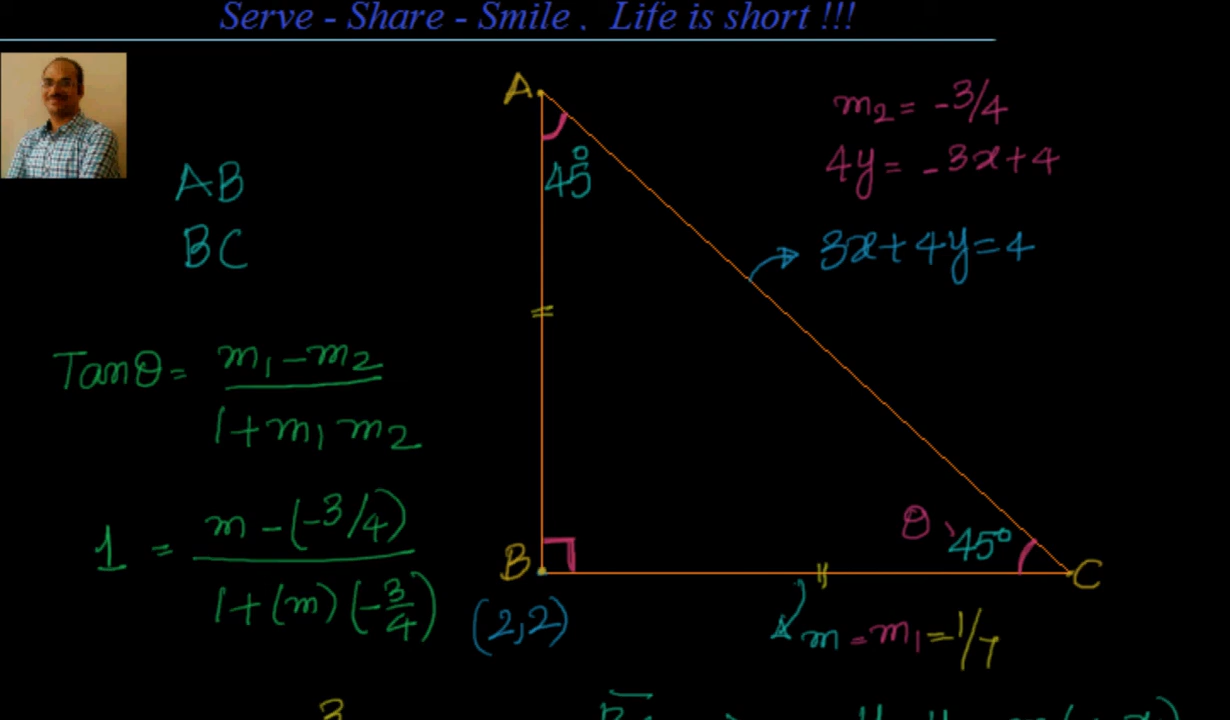 Serve - Share - Smile . Life is short !!!
A
45°
m₂ = -3/4
4y = -3x+4
3x+4y=4
AB
BC
Tanθ = (m₁-m₂)/(1+m₁m₂)
1 = (m-(-3/4))/(1+(m)(-3/4))
θ
45°
B
C
(2,2)
m = m₁ = 1/7
3